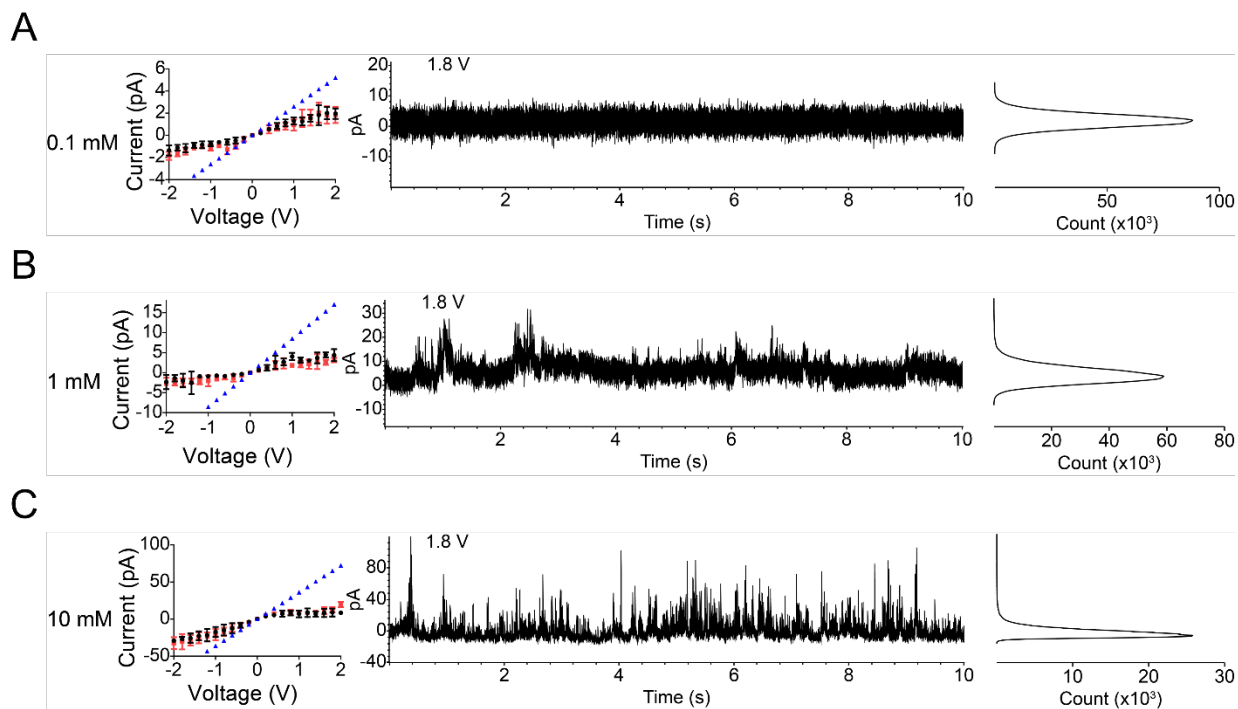 A
0.1 mM
Current (pA)
6
4
2
0
-2
-4
-2 -1 0 1 2
Voltage (V)
1.8 V
pA
20
10
0
-10
2 4 6 8 10
Time (s)
50 100
Count (x10³)
B
1 mM
Current (pA)
15
10
5
0
-5
-10
-2 -1 0 1 2
Voltage (V)
1.8 V
pA
30
20
10
0
-10
2 4 6 8 10
Time (s)
20 40 60 80
Count (x10³)
C
10 mM
Current (pA)
100
50
0
-50
-2 -1 0 1 2
Voltage (V)
1.8 V
pA
80
40
0
-40
2 4 6 8 10
Time (s)
10 20 30
Count (x10³)